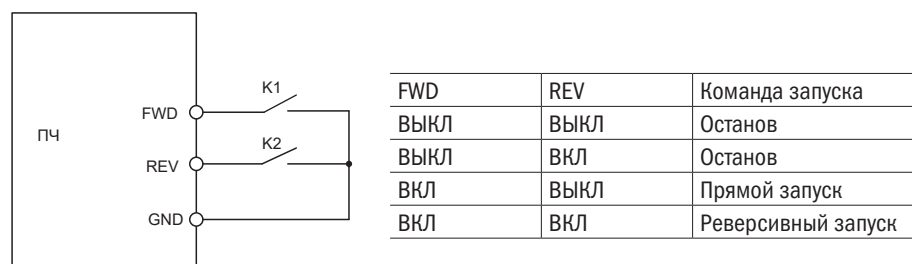 ПЧ
FWD
K1
REV
K2
GND
FWD REV Команда запуска
ВЫКЛ ВЫКЛ Останов
ВЫКЛ ВКЛ Останов
ВКЛ ВЫКЛ Прямой запуск
ВКЛ ВКЛ Реверсивный запуск